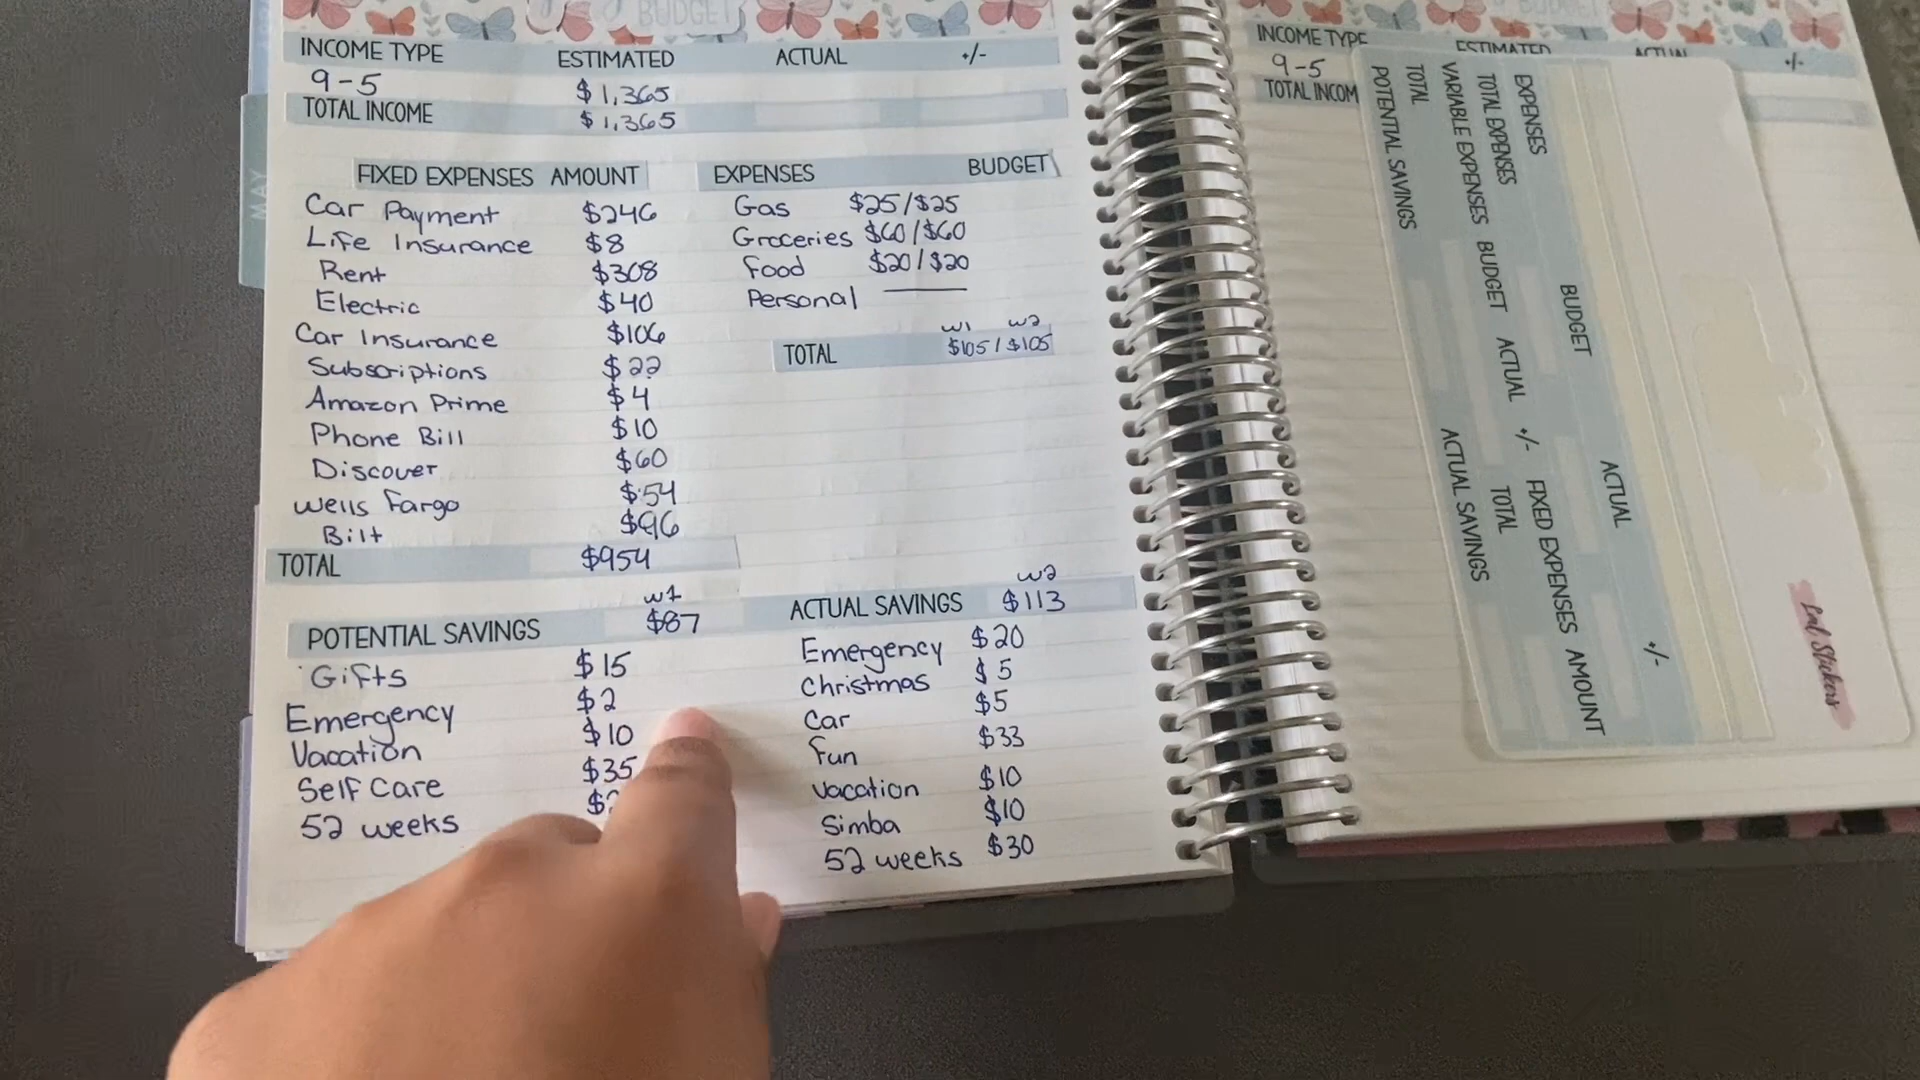 BUDGET
INCOME TYPE ESTIMATED ACTUAL +/-
9-5 $1,365
TOTAL INCOME $1,365
FIXED EXPENSES AMOUNT
Car Payment $246
Life Insurance $8
Rent $308
Electric $40
Car Insurance $106
Subscriptions $22
Amazon Prime $4
Phone Bill $10
Discover $60
Wells Fargo $54
Bilt $96
TOTAL $954
EXPENSES BUDGET
Gas $25/$25
Groceries $60/$60
Food $20/$20
Personal
W1 W2
TOTAL $105/$105
W1
POTENTIAL SAVINGS $87
Gifts $15
Emergency $2
Vacation $10
Self Care $35
52 weeks
W2
ACTUAL SAVINGS $113
Emergency $20
Christmas $5
Car $5
Fun $33
Vacation $10
Simba $10
52 weeks $30
MAY
BUDGET
INCOME TYPE ESTIMATED ACTUAL +/-
9-5
TOTAL INCOM
EXPENSES BUDGET ACTUAL +/-
TOTAL EXPENSES
VARIABLE EXPENSES BUDGET ACTUAL +/- FIXED EXPENSES AMOUNT
TOTAL TOTAL
POTENTIAL SAVINGS ACTUAL SAVINGS
Stickers